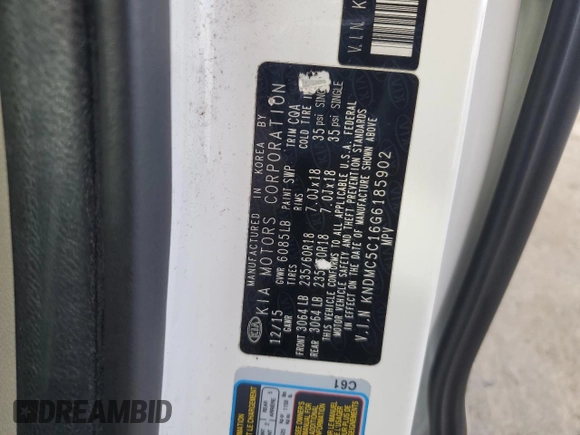 V.I.N K
MANUFACTURED IN KOREA BY
KIA MOTORS CORPORATION
12/15 GVWR 6085LB PAINT SWP TRIM CQA
GAWR TIRES RIMS COLD TIRE
FRONT 3064 LB 235/60R18 7.0Jx18 35 psi SINGLE
REAR 3064 LB 235 60R18 7.0Jx18 35 psi SINGLE
THIS VEHICLE CONFORMS TO ALL APPLICABLE U.S.A. FEDERAL
MOTOR VEHICLE SAFETY AND THEFT PREVENTION STANDARDS
IN EFFECT ON THE DATE OF MANUFACTURE SHOWN ABOVE
V.I.N KNDMC5C16G6185902
MPV
KIA
C61
DREAMBID